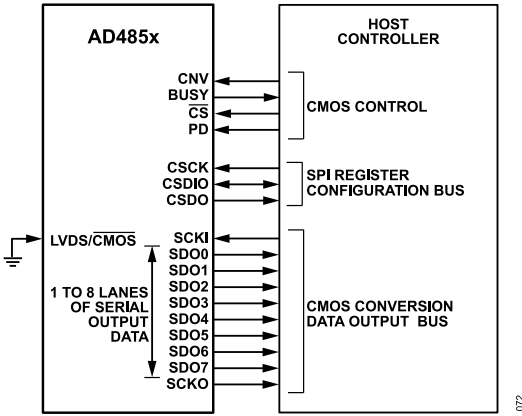 AD485x
HOST
CONTROLLER
CNV
BUSY
CS
PD
CMOS CONTROL
CSCK
CSDIO
CSDO
SPI REGISTER
CONFIGURATION BUS
LVDS/CMOS
SCKI
SDO0
SDO1
SDO2
SDO3
SDO4
SDO5
SDO6
SDO7
SCKO
1 TO 8 LANES
OF SERIAL
OUTPUT
DATA
CMOS CONVERSION
DATA OUTPUT BUS
072